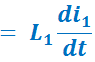 = L₁ di₁/dt